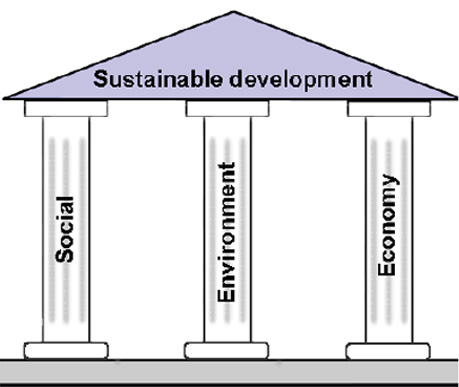 Sustainable development
Social
Environment
Economy